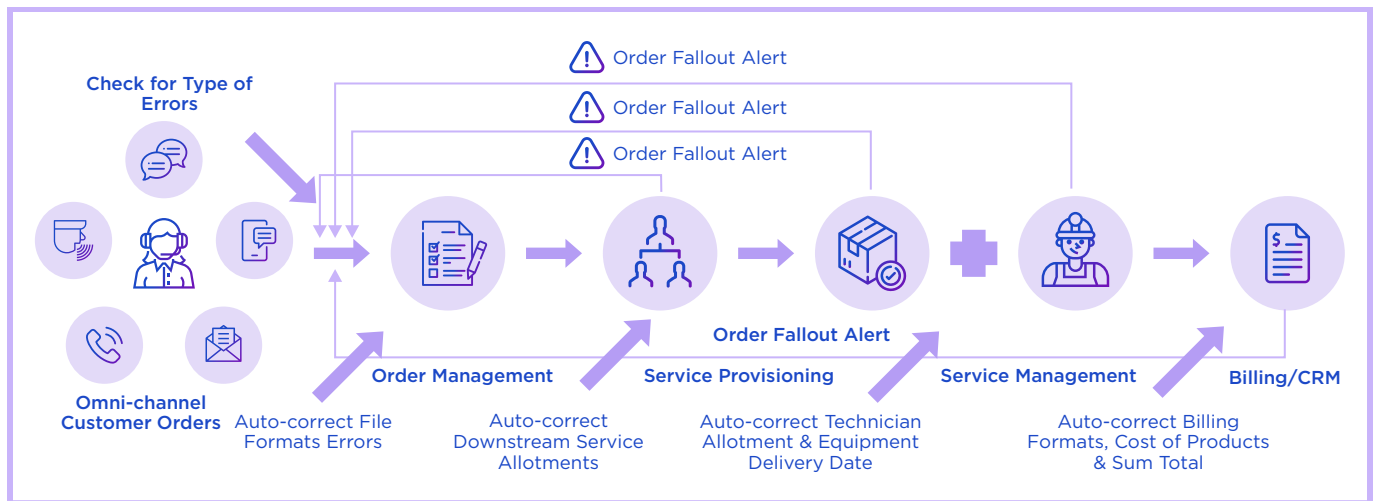 Order Fallout Alert
Check for Type of
Errors
Order Fallout Alert
Order Fallout Alert
$
Order Fallout Alert
Order Management
Service Provisioning
Service Management
Billing/CRM
Omni-channel
Customer Orders
Auto-correct File
Formats Errors
Auto-correct
Downstream Service
Allotments
Auto-correct Technician
Allotment & Equipment
Delivery Date
Auto-correct Billing
Formats, Cost of Products
& Sum Total